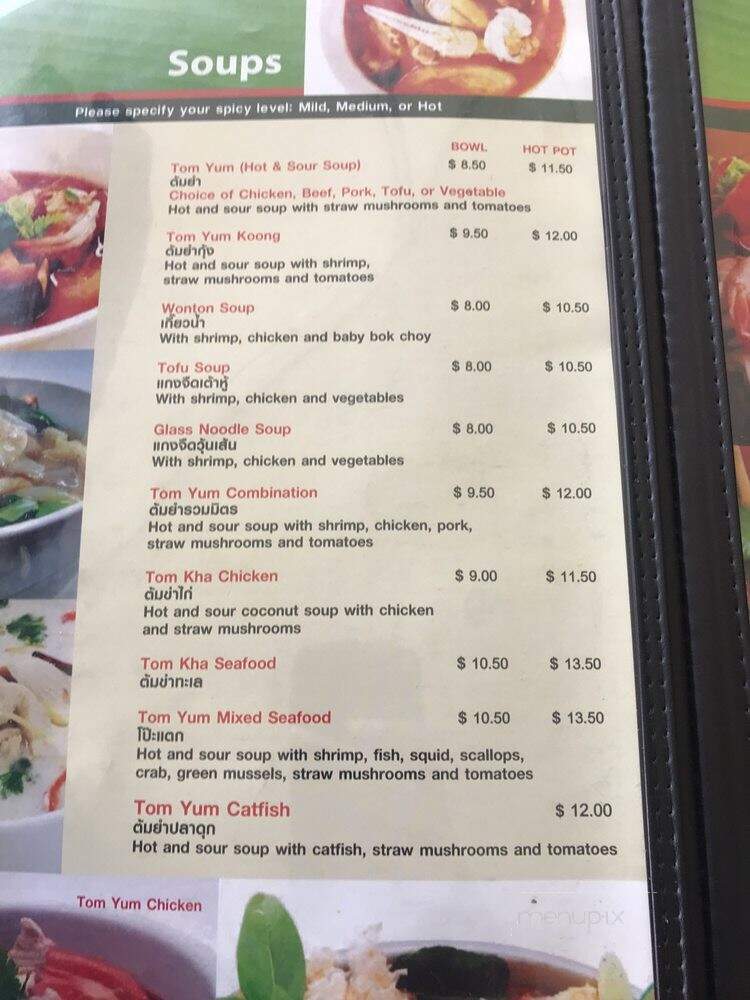 Soups
Please specify your spicy level: Mild, Medium, or Hot
BOWL HOT POT
Tom Yum (Hot & Sour Soup) $ 8.50 $ 11.50
ต้มยำ
Choice of Chicken, Beef, Pork, Tofu, or Vegetable
Hot and sour soup with straw mushrooms and tomatoes
Tom Yum Koong $ 9.50 $ 12.00
ต้มยำกุ้ง
Hot and sour soup with shrimp,
straw mushrooms and tomatoes
Wonton Soup $ 8.00 $ 10.50
เกี๊ยวน้ำ
With shrimp, chicken and baby bok choy
Tofu Soup $ 8.00 $ 10.50
แกงจืดเต้าหู้
With shrimp, chicken and vegetables
Glass Noodle Soup $ 8.00 $ 10.50
แกงจืดวุ้นเส้น
With shrimp, chicken and vegetables
Tom Yum Combination $ 9.50 $ 12.00
ต้มยำรวมมิตร
Hot and sour soup with shrimp, chicken, pork,
straw mushrooms and tomatoes
Tom Kha Chicken $ 9.00 $ 11.50
ต้มข่าไก่
Hot and sour coconut soup with chicken
and straw mushrooms
Tom Kha Seafood $ 10.50 $ 13.50
ต้มข่าทะเล
Tom Yum Mixed Seafood $ 10.50 $ 13.50
โป๊ะแตก
Hot and sour soup with shrimp, fish, squid, scallops,
crab, green mussels, straw mushrooms and tomatoes
Tom Yum Catfish $ 12.00
ต้มยำปลาดุก
Hot and sour soup with catfish, straw mushrooms and tomatoes
Tom Yum Chicken
menupix